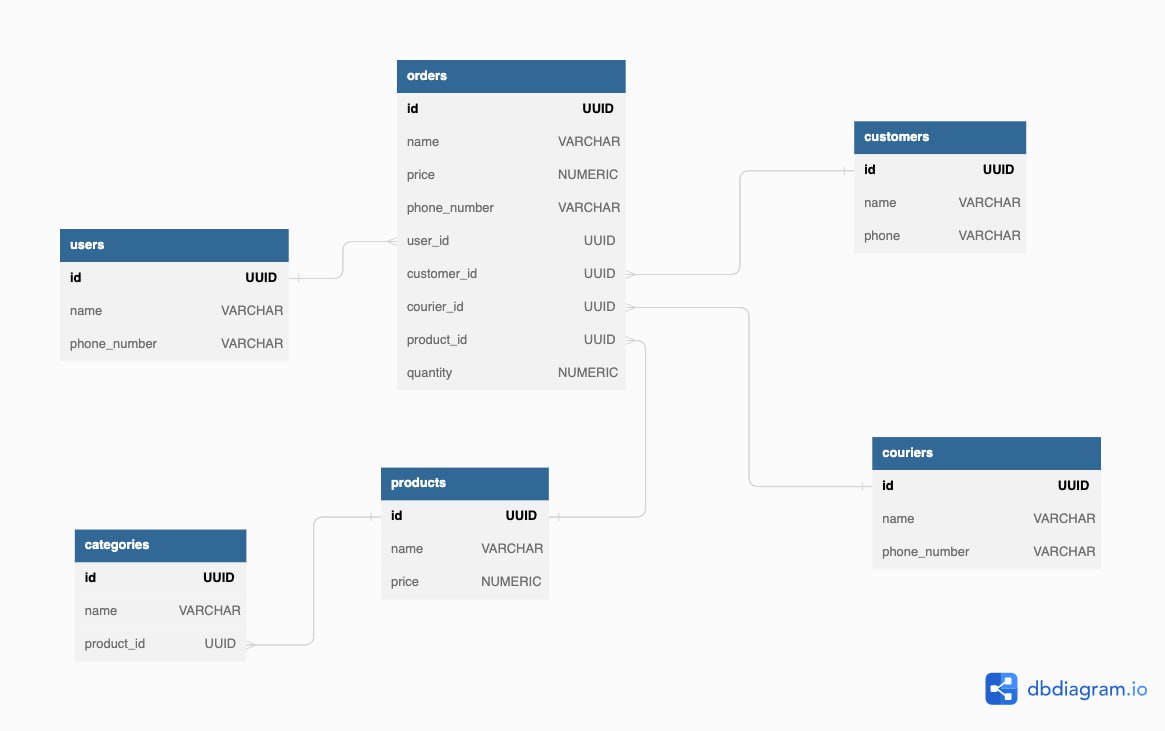 orders
id UUID
name VARCHAR
price NUMERIC
phone_number VARCHAR
user_id UUID
customer_id UUID
courier_id UUID
product_id UUID
quantity NUMERIC
customers
id UUID
name VARCHAR
phone VARCHAR
users
id UUID
name VARCHAR
phone_number VARCHAR
products
id UUID
name VARCHAR
price NUMERIC
couriers
id UUID
name VARCHAR
phone_number VARCHAR
categories
id UUID
name VARCHAR
product_id UUID
dbdiagram.io